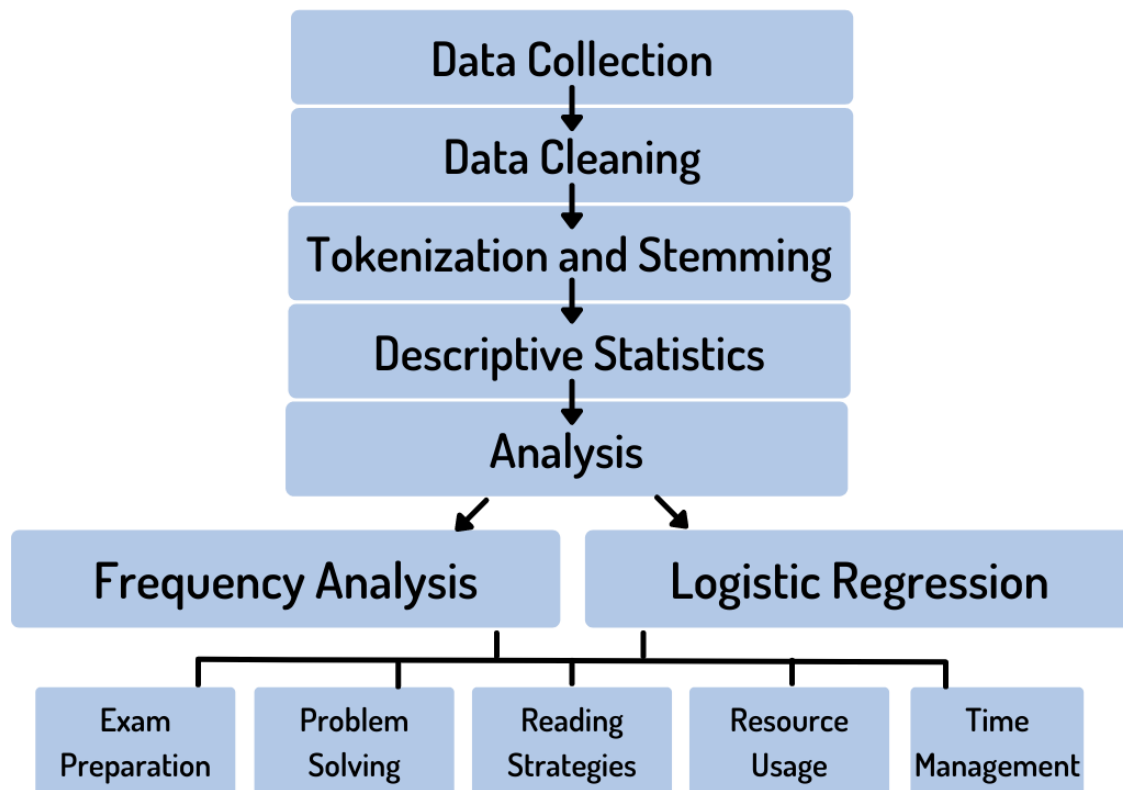 Data Collection
Data Cleaning
Tokenization and Stemming
Descriptive Statistics
Analysis
Frequency Analysis
Logistic Regression
Exam
Preparation
Problem
Solving
Reading
Strategies
Resource
Usage
Time
Management